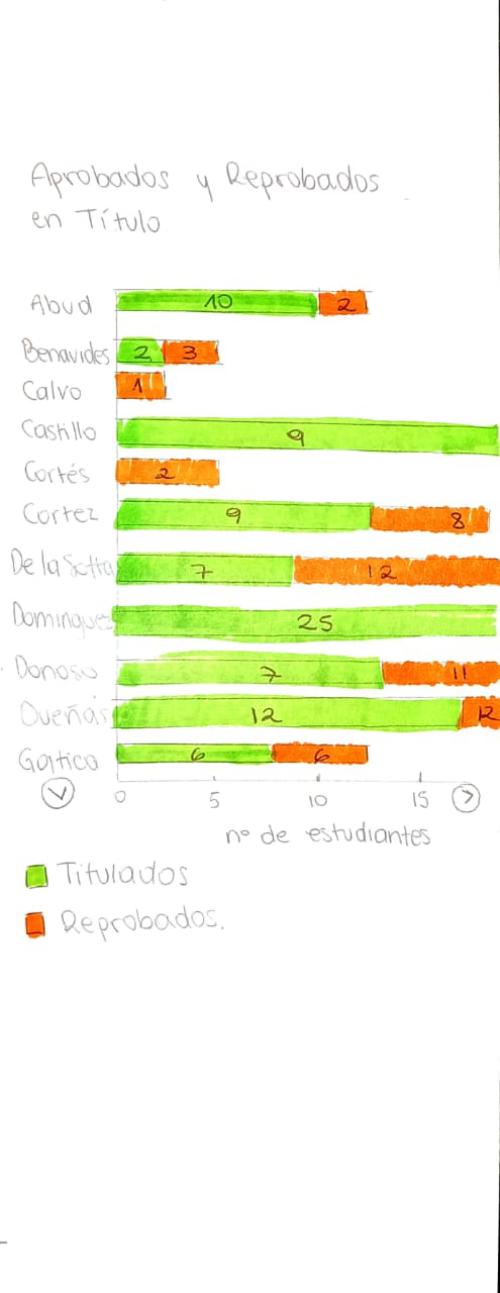 Aprobados y Reprobados
en Título
Abud 10 2
Benavides 2 3
Calvo 1
Castillo 9
Cortés 2
Cortez 9 8
De la Sotta 7 12
Dominguez 25
Donoso 7 11
Dueñas 12 12
Gatica 6 6
0 5 10 15
nº de estudiantes
Titulados
Reprobados.